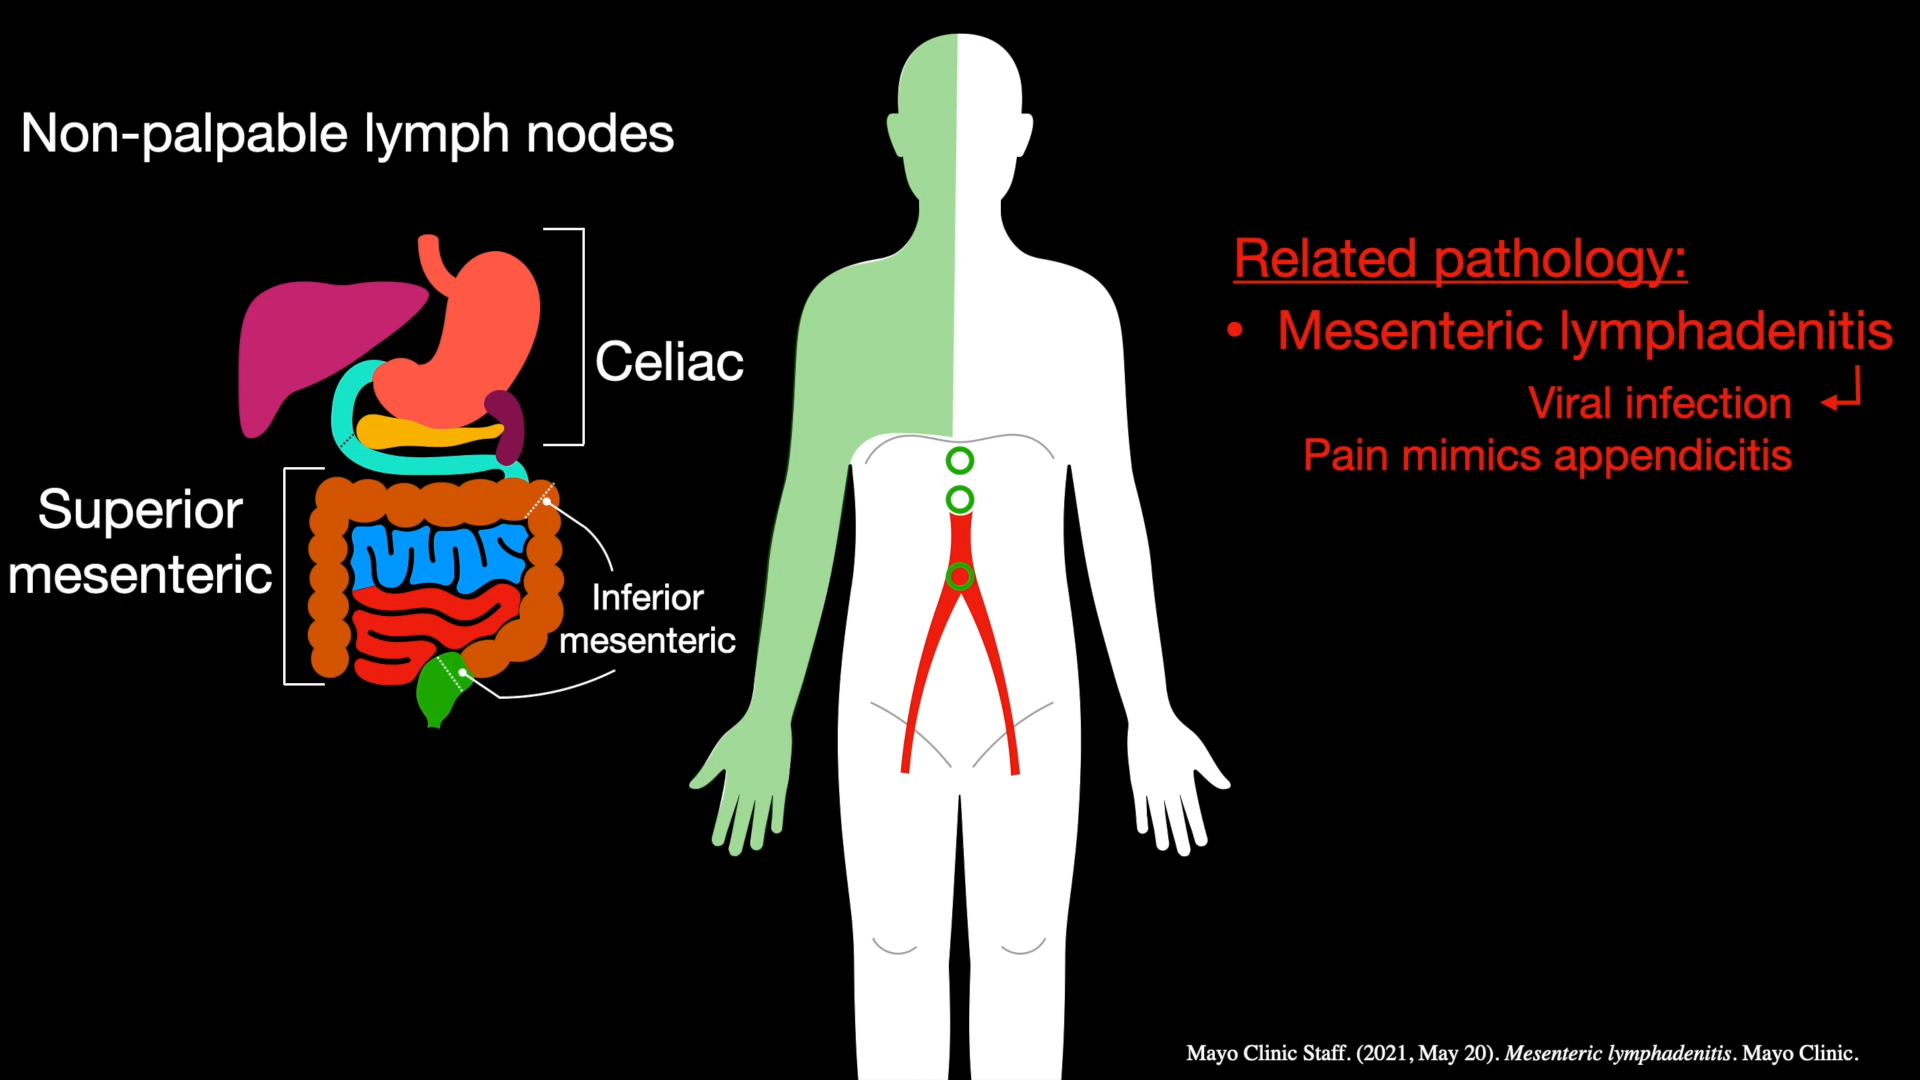 Non-palpable lymph nodes
Celiac
Superior
mesenteric
Inferior
mesenteric
Related pathology:
• Mesenteric lymphadenitis
Viral infection
Pain mimics appendicitis
Mayo Clinic Staff. (2021, May 20). Mesenteric lymphadenitis. Mayo Clinic.